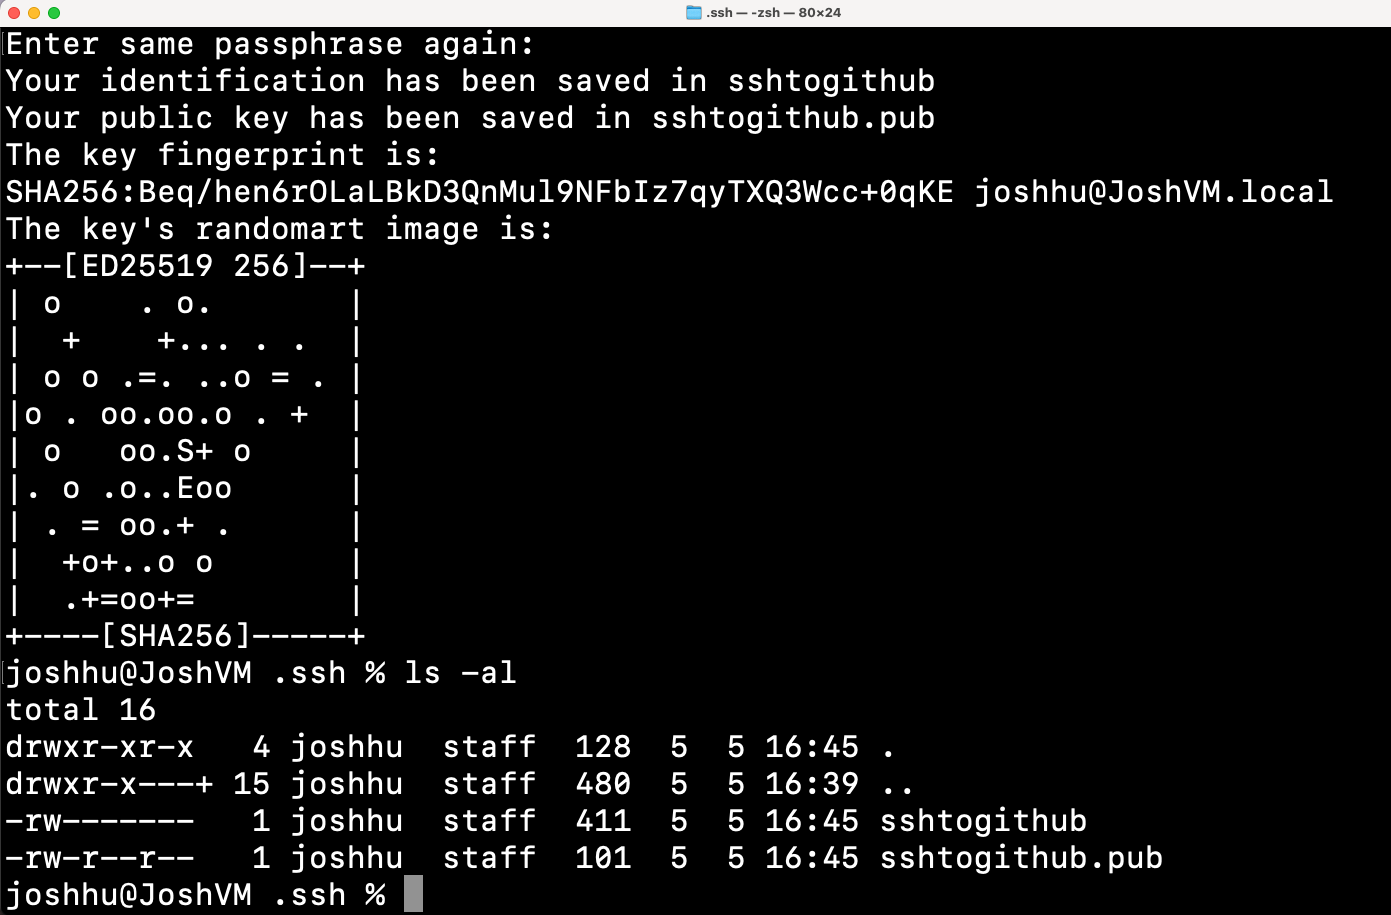 .ssh — -zsh — 80×24
Enter same passphrase again:
Your identification has been saved in sshtogithub
Your public key has been saved in sshtogithub.pub
The key fingerprint is:
SHA256:Beq/hen6rOLaLBkD3QnMul9NFbIz7qyTXQ3Wcc+0qKE joshhu@JoshVM.local
The key's randomart image is:
+--[ED25519 256]--+
| o    . o.       |
|  +    +... . .  |
| o o .=. ..o = . |
|o . oo.oo.o . +  |
| o   oo.S+ o     |
|. o .o..Eoo      |
| . = oo.+ .      |
|  +o+..o o       |
|  .+=oo+=        |
+----[SHA256]-----+
joshhu@JoshVM .ssh % ls -al
total 16
drwxr-xr-x   4 joshhu  staff  128  5  5 16:45 .
drwxr-x---+ 15 joshhu  staff  480  5  5 16:39 ..
-rw-------   1 joshhu  staff  411  5  5 16:45 sshtogithub
-rw-r--r--   1 joshhu  staff  101  5  5 16:45 sshtogithub.pub
joshhu@JoshVM .ssh %